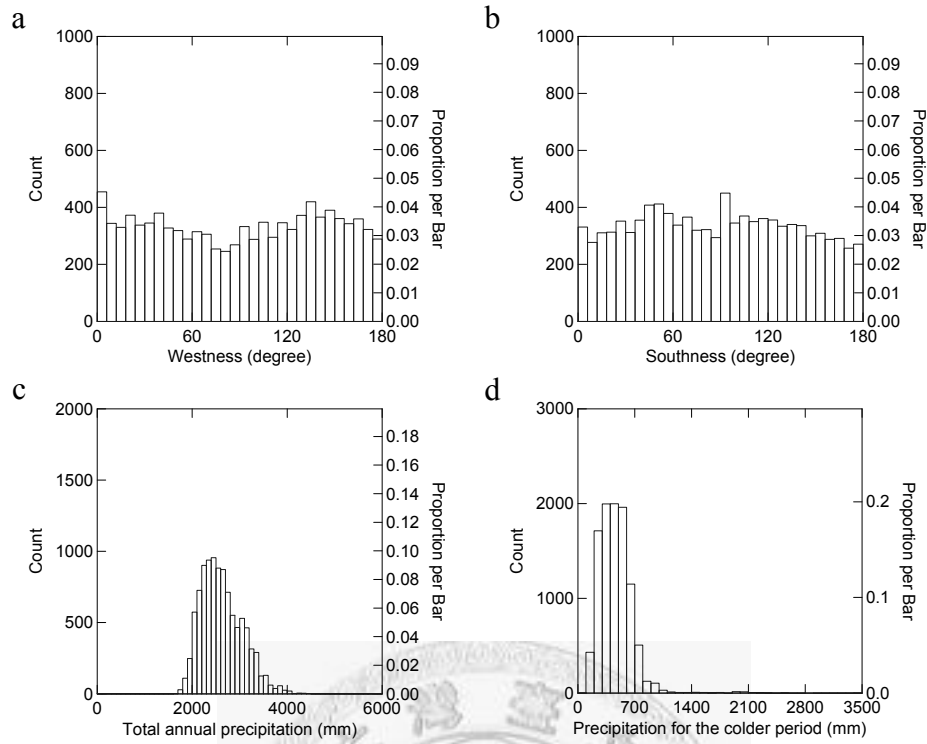 a
1000
800
600
400
200
0
Count
0.09
0.08
0.07
0.06
0.05
0.04
0.03
0.02
0.01
0.00
Proportion per Bar
0 60 120 180
Westness (degree)
b
1000
800
600
400
200
0
Count
0.09
0.08
0.07
0.06
0.05
0.04
0.03
0.02
0.01
0.00
Proportion per Bar
0 60 120 180
Southness (degree)
c
2000
1500
1000
500
0
Count
0.18
0.16
0.14
0.12
0.10
0.08
0.06
0.04
0.02
0.00
Proportion per Bar
0 2000 4000 6000
Total annual precipitation (mm)
d
3000
2000
1000
0
Count
0.2
0.1
0.0
Proportion per Bar
0 700 1400 2100 2800 3500
Precipitation for the colder period (mm)